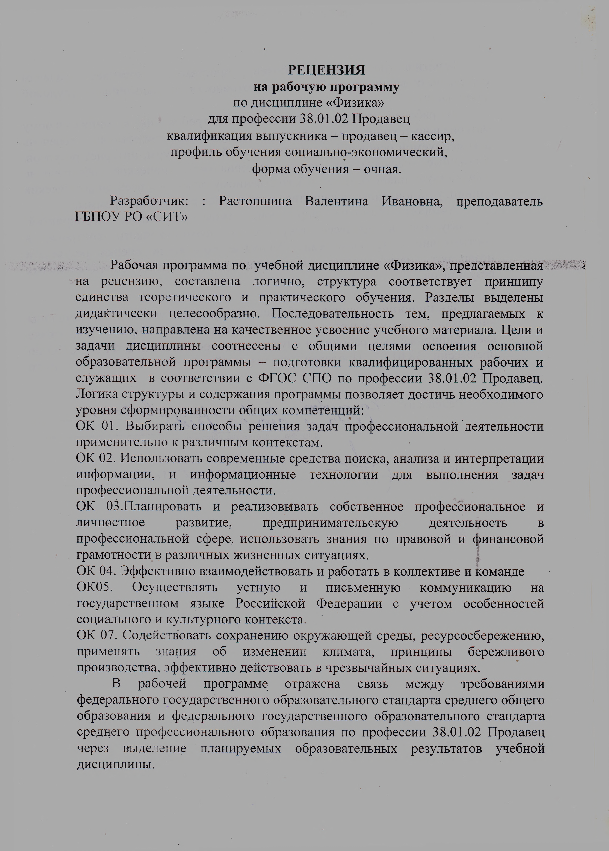 РЕЦЕНЗИЯ
на рабочую программу
по дисциплине «Физика»
для профессии 38.01.02 Продавец
квалификация выпускника – продавец – кассир,
профиль обучения социально-экономический,
форма обучения – очная.
Разработчик: : Растопшина Валентина Ивановна, преподаватель
ГБПОУ РО «СИТ»
Рабочая программа по учебной дисциплине «Физика», представленная
на рецензию, составлена логично, структура соответствует принципу
единства теоретического и практического обучения. Разделы выделены
дидактически целесообразно. Последовательность тем, предлагаемых к
изучению, направлена на качественное усвоение учебного материала. Цели и
задачи дисциплины соотнесены с общими целями освоения основной
образовательной программы – подготовки квалифицированных рабочих и
служащих в соответствии с ФГОС СПО по профессии 38.01.02 Продавец.
Логика структуры и содержания программы позволяет достичь необходимого
уровня сформированности общих компетенций:
ОК 01. Выбирать способы решения задач профессиональной деятельности
применительно к различным контекстам.
ОК 02. Использовать современные средства поиска, анализа и интерпретации
информации, и информационные технологии для выполнения задач
профессиональной деятельности.
ОК 03.Планировать и реализовывать собственное профессиональное и
личностное развитие, предпринимательскую деятельность в
профессиональной сфере, использовать знания по правовой и финансовой
грамотности в различных жизненных ситуациях.
ОК 04. Эффективно взаимодействовать и работать в коллективе и команде
ОК05. Осуществлять устную и письменную коммуникацию на
государственном языке Российской Федерации с учетом особенностей
социального и культурного контекста.
ОК 07. Содействовать сохранению окружающей среды, ресурсосбережению,
применять знания об изменении климата, принципы бережливого
производства, эффективно действовать в чрезвычайных ситуациях.
В рабочей программе отражена связь между требованиями
федерального государственного образовательного стандарта среднего общего
образования и федерального государственного образовательного стандарта
среднего профессионального образования по профессии 38.01.02 Продавец
через выделение планируемых образовательных результатов учебной
дисциплины.